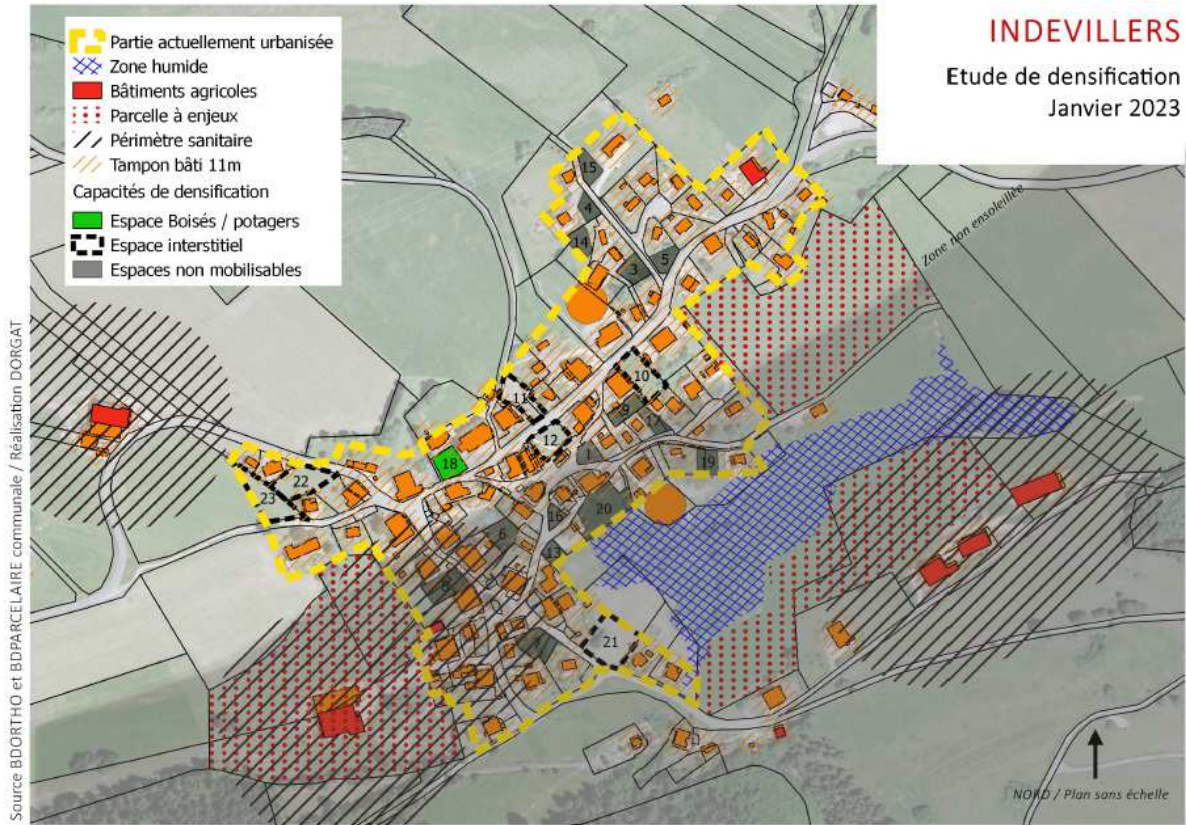 INDEVILLERS
Etude de densification
Janvier 2023
Partie actuellement urbanisée
Zone humide
Bâtiments agricoles
Parcelle à enjeux
Périmètre sanitaire
Tampon bâti 11m
Capacités de densification
Espace Boisés / potagers
Espace interstitiel
Espaces non mobilisables
Zone non ensoleillée
15
4
14
3
5
10
11
9
12
1
18
19
22
23
16
20
6
13
21
NORD / Plan sans échelle
Source BDORTHO et BDPARCELAIRE communale / Réalisation DORGAT